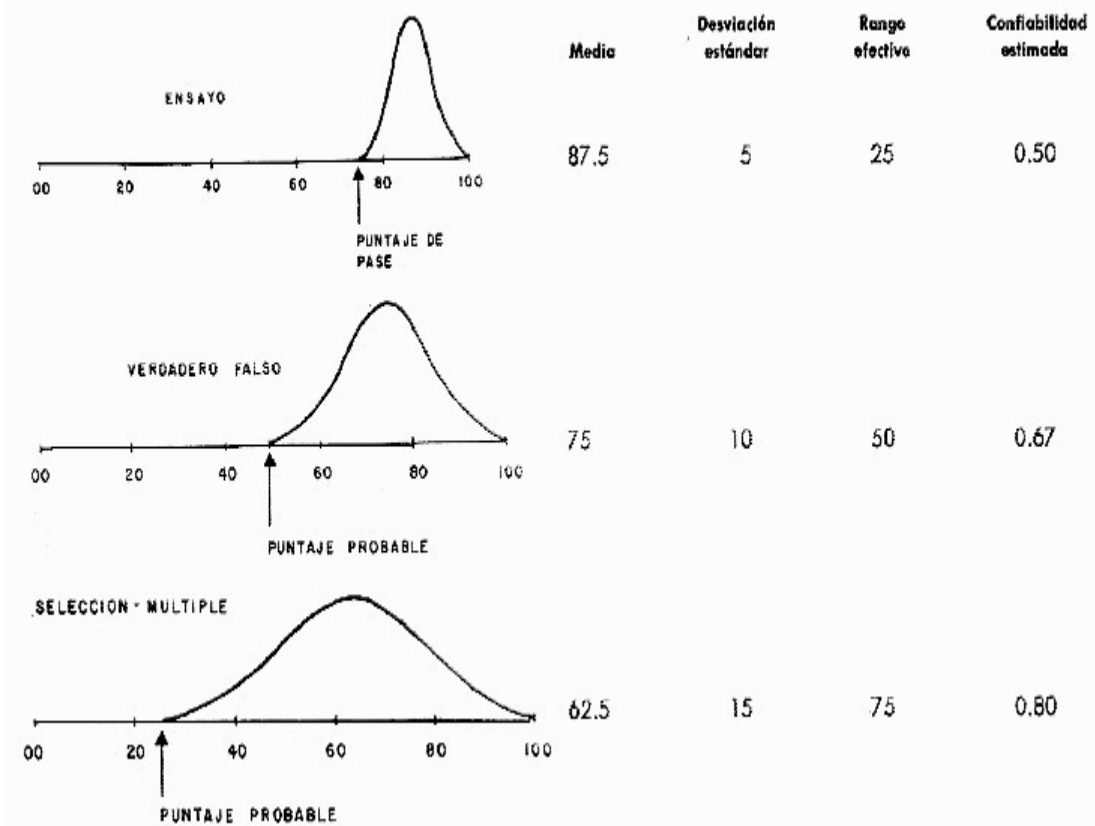 Media
Desviación
estándar
Rango
efectivo
Confiabilidad
estimada
ENSAYO
87.5 5 25 0.50
00 20 40 60 80 100
PUNTAJE DE
PASE
VERDADERO FALSO
75 10 50 0.67
00 20 40 60 80 100
PUNTAJE PROBABLE
SELECCION - MULTIPLE
62.5 15 75 0.80
00 20 40 60 80 100
PUNTAJE PROBABLE